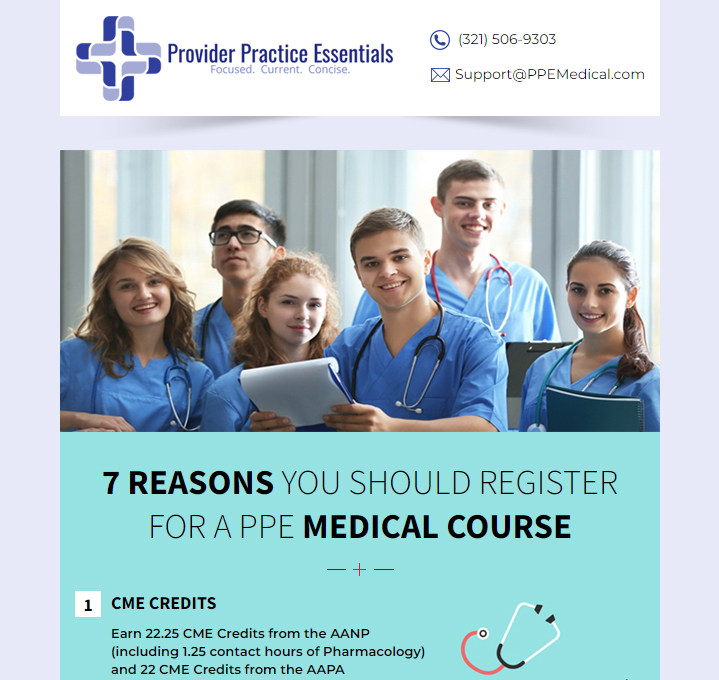 Provider Practice Essentials
Focused. Current. Concise.
(321) 506-9303
Support@PPEMedical.com
7 REASONS YOU SHOULD REGISTER
FOR A PPE MEDICAL COURSE
1 CME CREDITS
Earn 22.25 CME Credits from the AANP
(including 1.25 contact hours of Pharmacology)
and 22 CME Credits from the AAPA